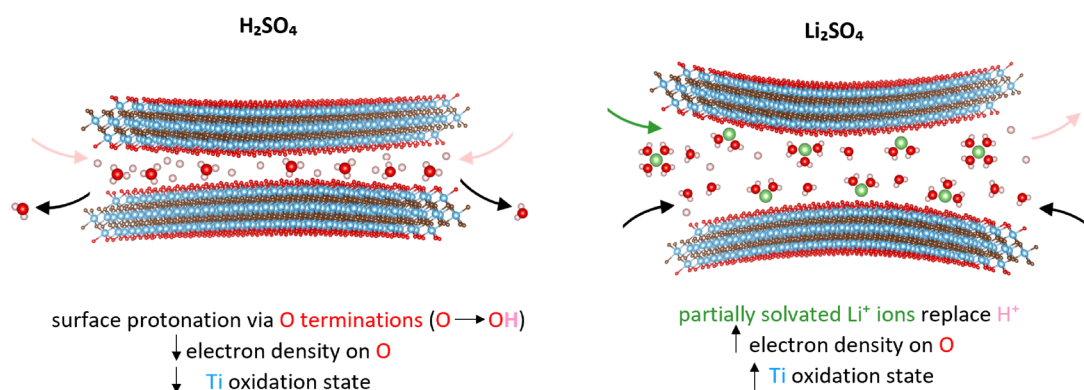 H₂SO₄
surface protonation via O terminations (O → OH)
↓ electron density on O
↓ Ti oxidation state
Li₂SO₄
partially solvated Li⁺ ions replace H⁺
↑ electron density on O
↑ Ti oxidation state